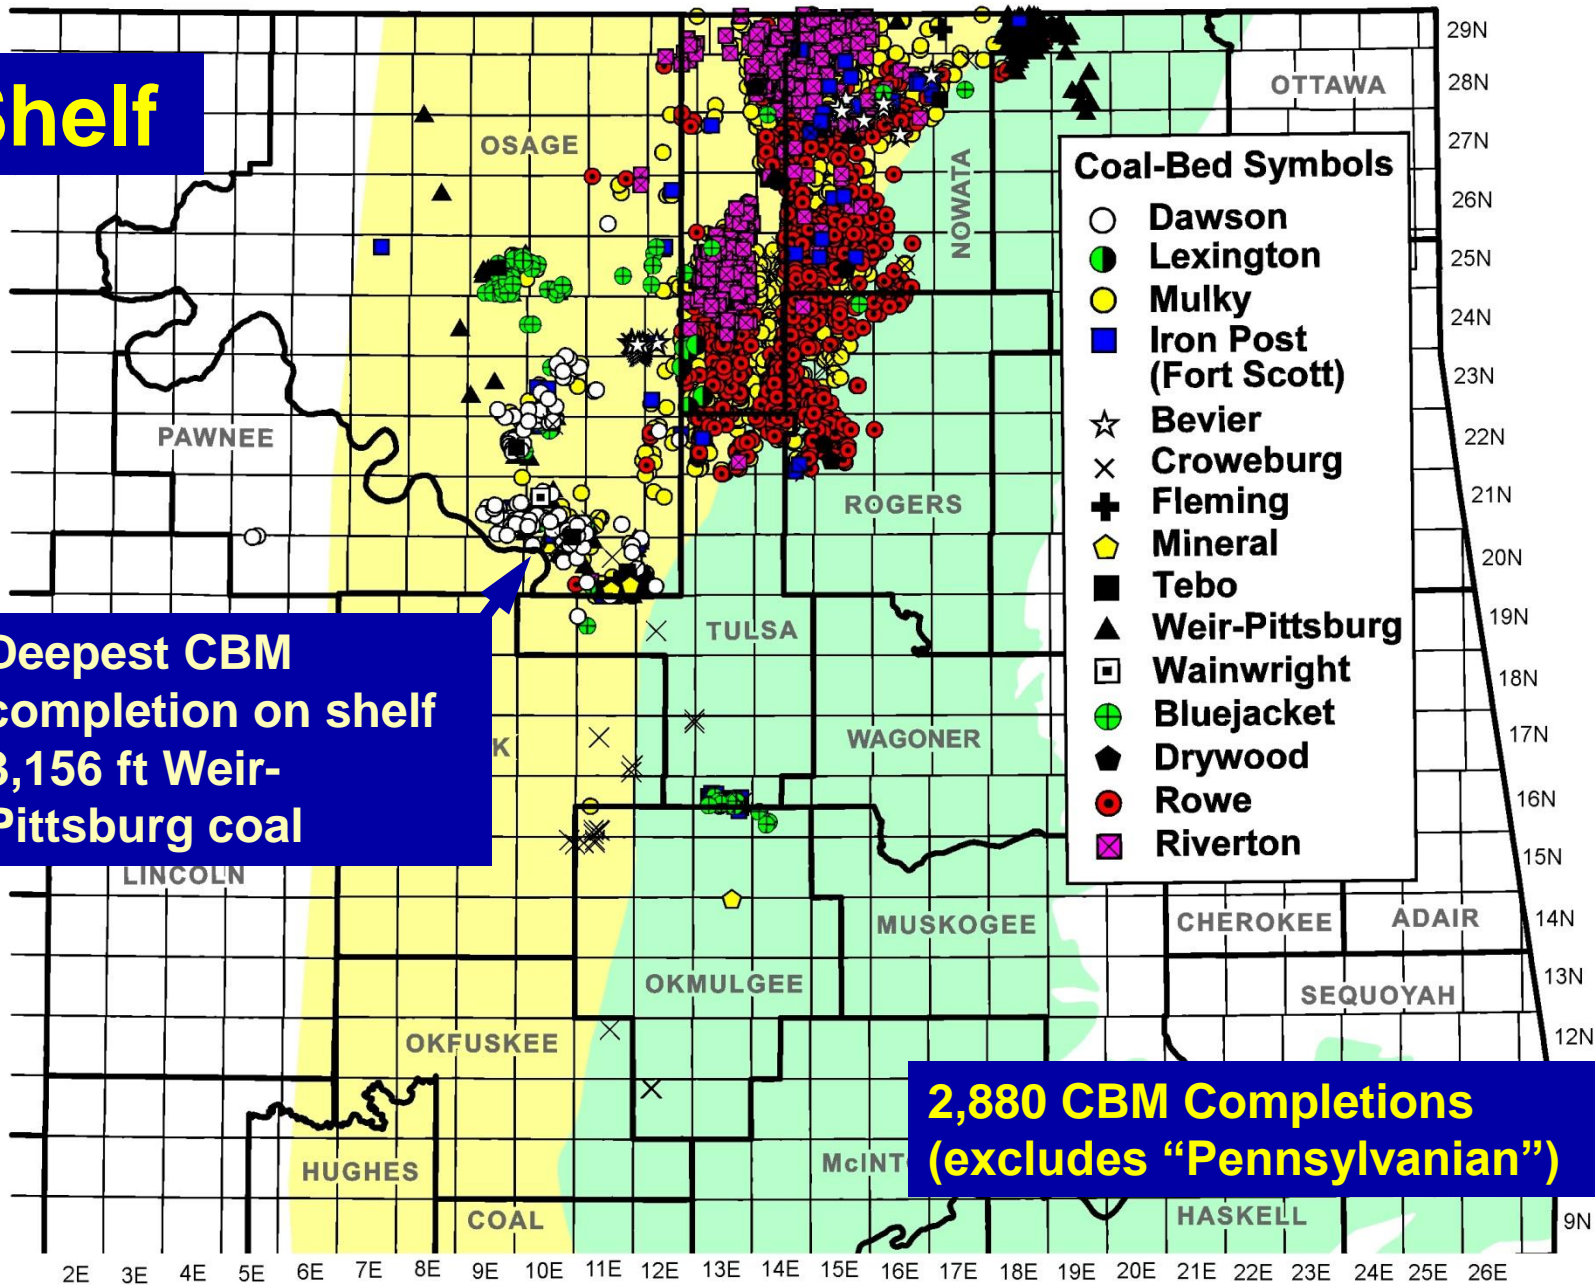 Shelf
OSAGE
NOWATA
OTTAWA
29N
28N
27N
26N
25N
24N
23N
22N
21N
20N
19N
18N
17N
16N
15N
14N
13N
12N
9N
Coal-Bed Symbols
Dawson
Lexington
Mulky
Iron Post
(Fort Scott)
Bevier
Croweburg
Fleming
Mineral
Tebo
Weir-Pittsburg
Wainwright
Bluejacket
Drywood
Rowe
Riverton
PAWNEE
ROGERS
TULSA
Deepest CBM
completion on shelf
3,156 ft Weir-
Pittsburg coal
K
WAGONER
LINCOLN
MUSKOGEE
CHEROKEE
ADAIR
OKMULGEE
SEQUOYAH
OKFUSKEE
2,880 CBM Completions
(excludes “Pennsylvanian”)
HUGHES
McINT
COAL
HASKELL
2E 3E 4E 5E 6E 7E 8E 9E 10E 11E 12E 13E 14E 15E 16E 17E 18E 19E 20E 21E 22E 23E 24E 25E 26E